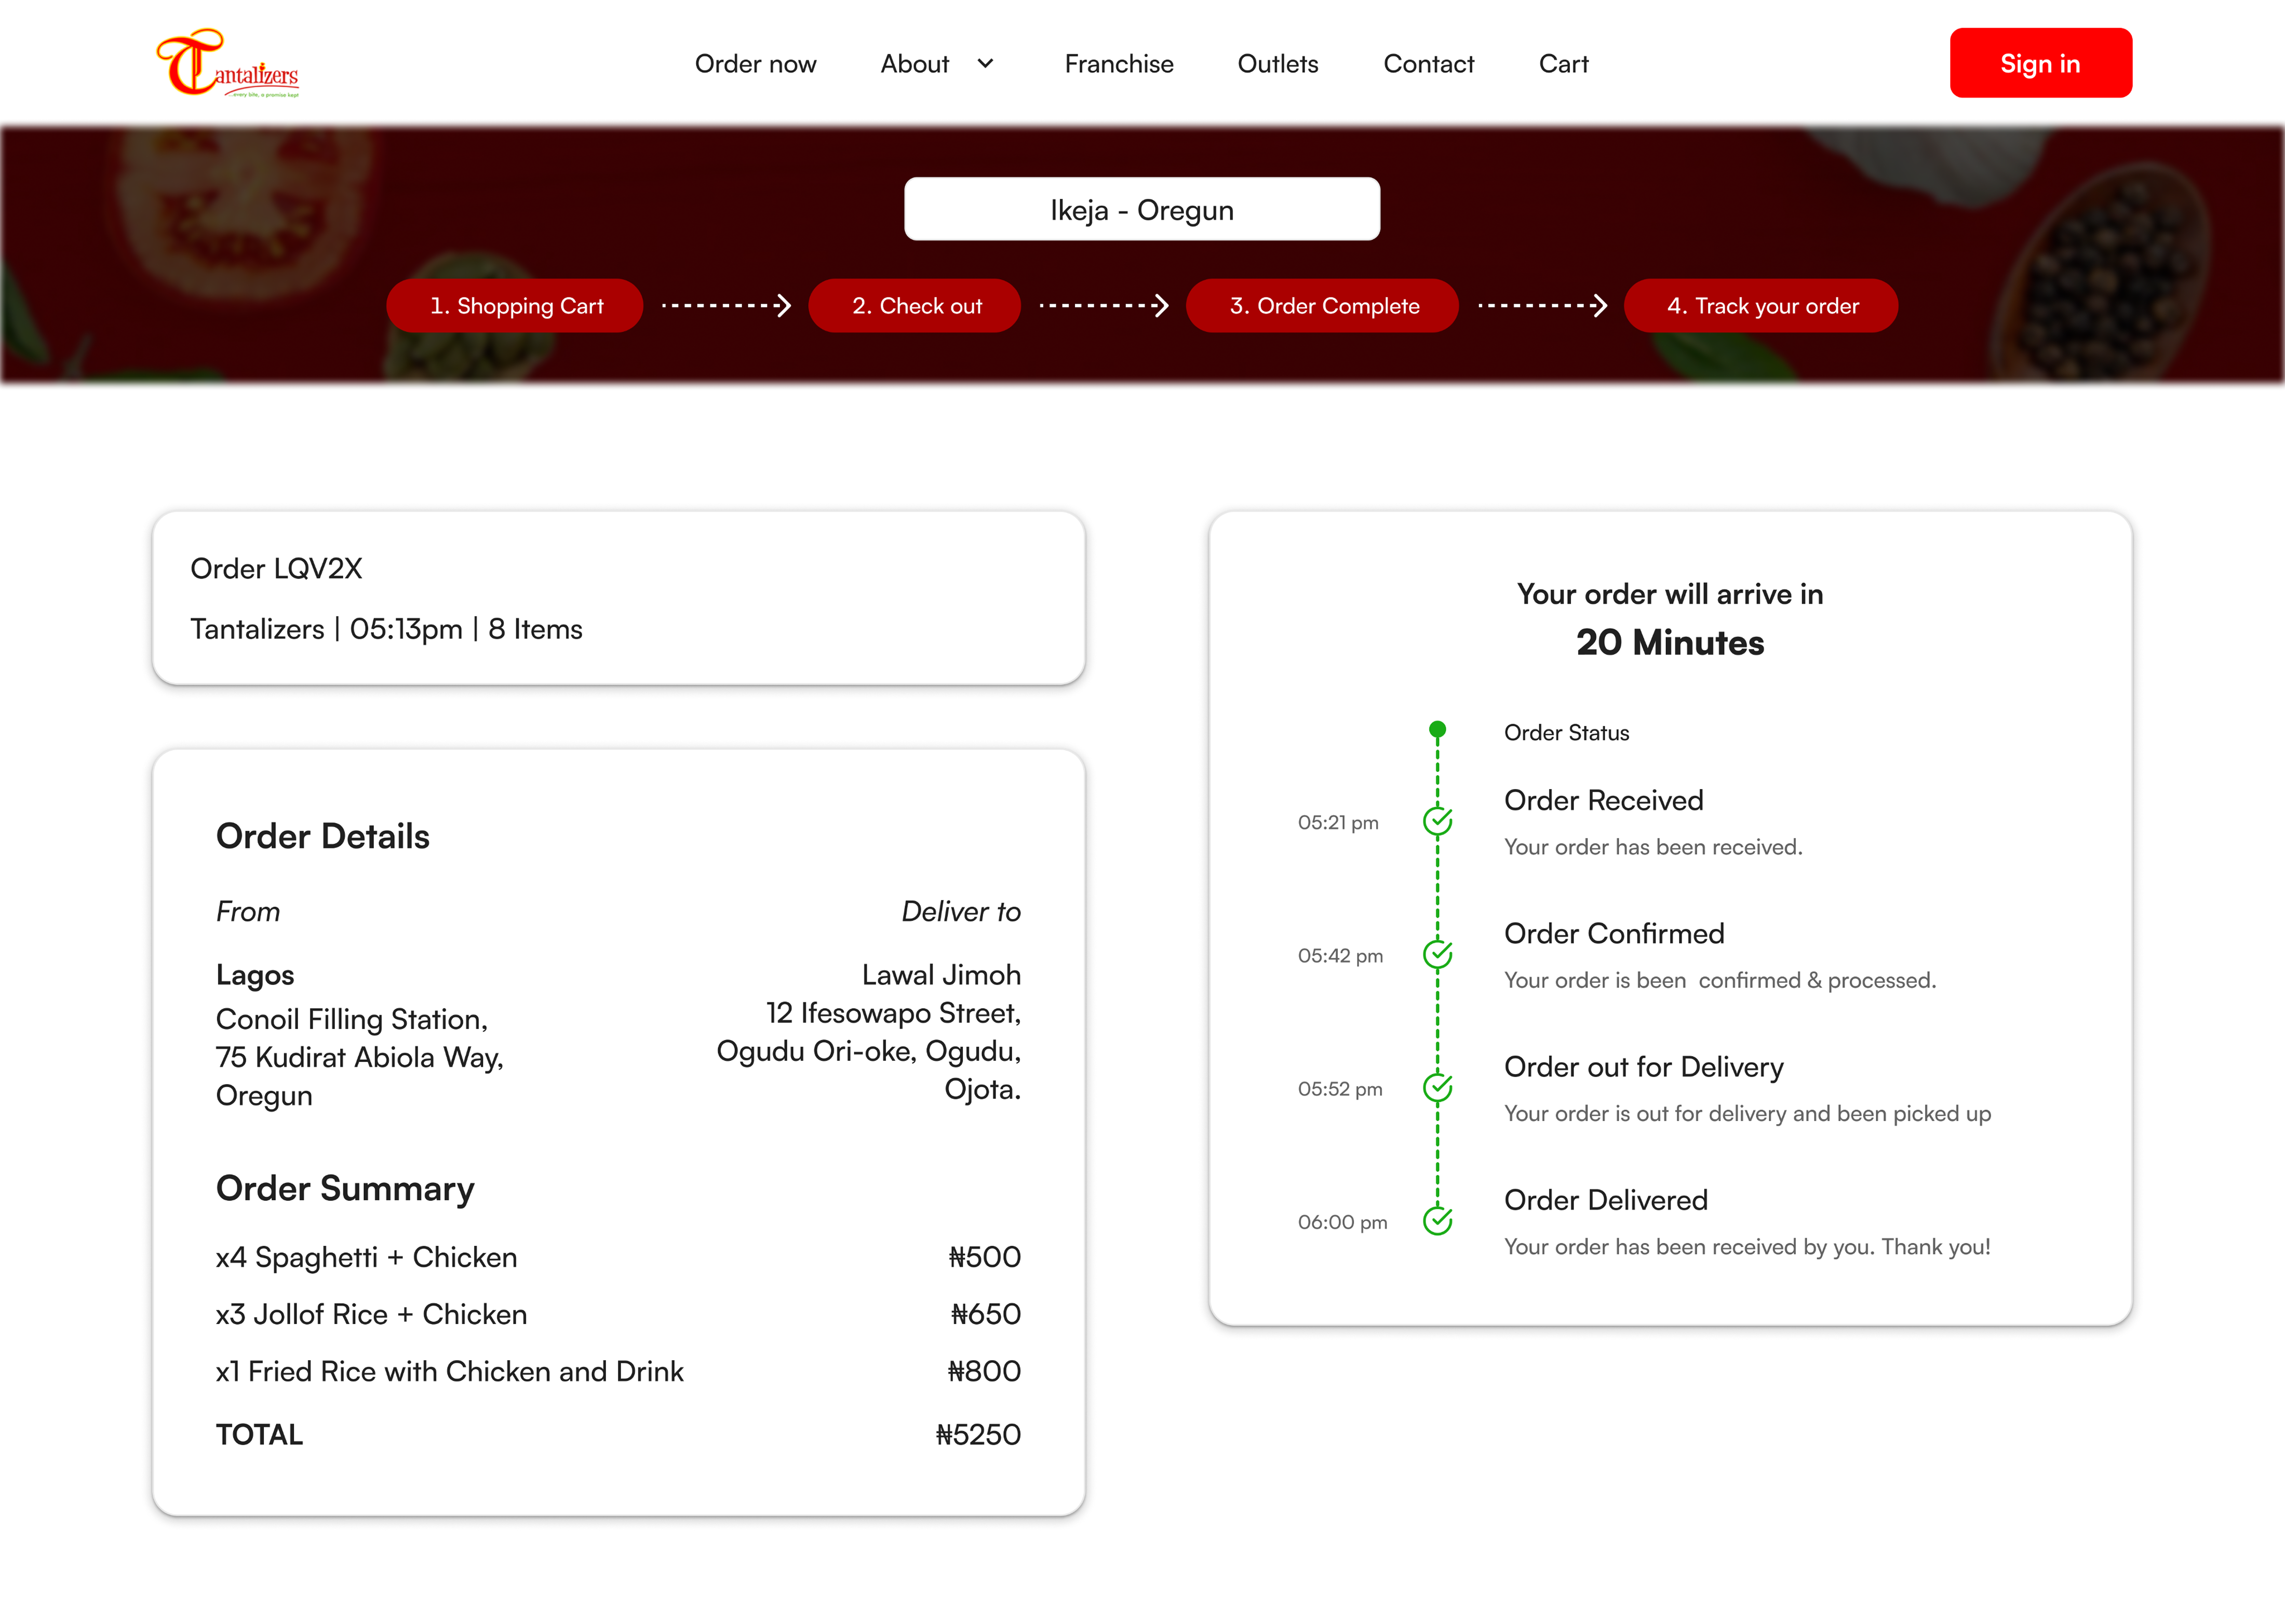 Tantalizers
...every bite, a promise kept
Order now
About
Franchise
Outlets
Contact
Cart
Sign in
Ikeja - Oregun
1. Shopping Cart
2. Check out
3. Order Complete
4. Track your order
Order LQV2X
Tantalizers | 05:13pm | 8 Items
Order Details
From
Lagos
Conoil Filling Station,
75 Kudirat Abiola Way,
Oregun
Deliver to
Lawal Jimoh
12 Ifesowapo Street,
Ogudu Ori-oke, Ogudu,
Ojota.
Order Summary
x4 Spaghetti + Chicken ₦500
x3 Jollof Rice + Chicken ₦650
x1 Fried Rice with Chicken and Drink ₦800
TOTAL ₦5250
Your order will arrive in
20 Minutes
Order Status
05:21 pm
Order Received
Your order has been received.
05:42 pm
Order Confirmed
Your order is been  confirmed & processed.
05:52 pm
Order out for Delivery
Your order is out for delivery and been picked up
06:00 pm
Order Delivered
Your order has been received by you. Thank you!